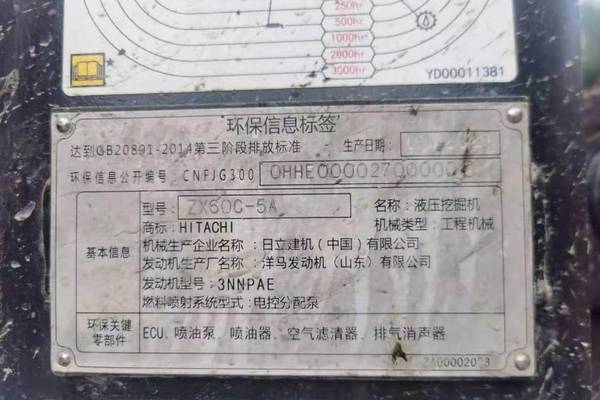 250hr
500hr
1000hr
2000hr
3000hr
YD00011381
环保信息标签
达到GB20891-2014第三阶段排放标准 生产日期:
环保信息公开编号: CNFJG300 0HHE0000270000
型号: ZX60C-5A 名称: 液压挖掘机
商标: HITACHI 机械类型: 工程机械
基本信息
机械生产企业名称: 日立建机(中国)有限公司
发动机生产厂名称: 洋马发动机(山东)有限公司
发动机型号: 3NNPAE
燃料喷射系统型式: 电控分配泵
环保关键零部件
ECU、喷油泵、喷油器、空气滤清器、排气消声器